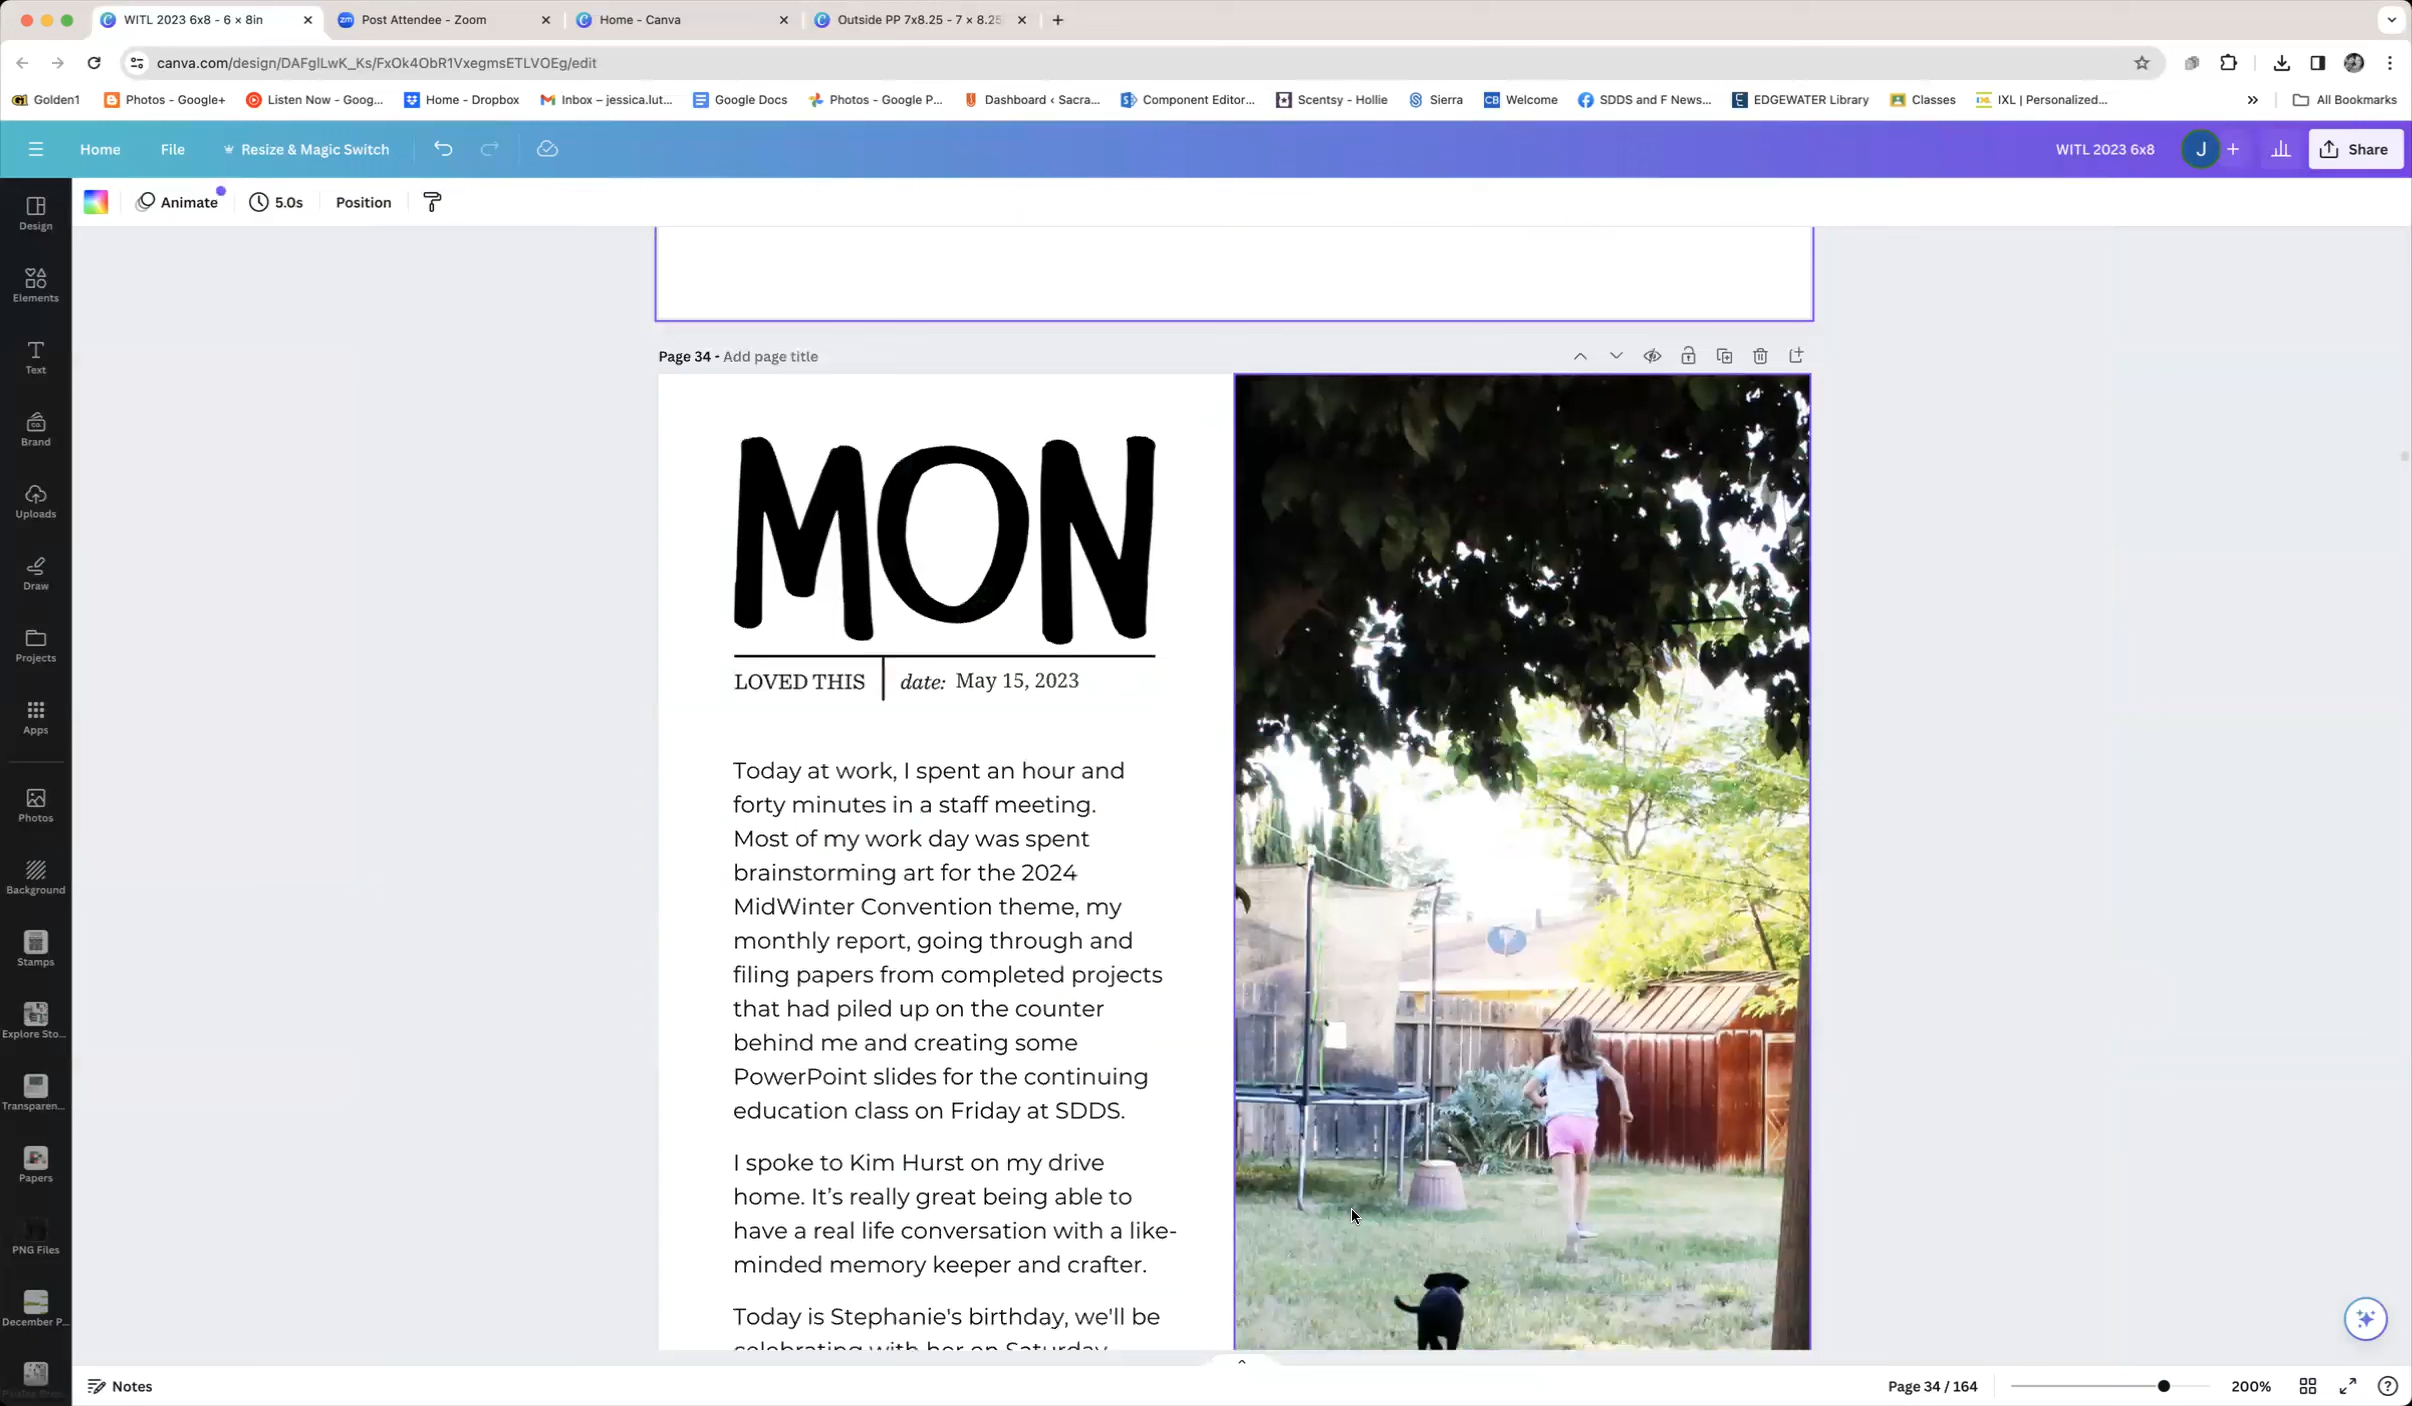 WITL 2023 6x8 - 6 × 8in
Post Attendee - Zoom
Home - Canva
Outside PP 7x8.25 - 7 × 8.25
canva.com/design/DAFglLwK_Ks/FxOk4ObR1VxegmsETLVOEg/edit
G1 Golden1
Photos - Google+
Listen Now - Goog...
Home - Dropbox
Inbox – jessica.lut...
Google Docs
Photos - Google P...
Dashboard ‹ Sacra...
Component Editor...
Scentsy - Hollie
Sierra
CB Welcome
SDDS and F News...
EDGEWATER Library
Classes
IXL | Personalized...
All Bookmarks
Home
File
Resize & Magic Switch
WITL 2023 6x8
J
Share
Animate
5.0s
Position
Design
Elements
Text
Brand
Uploads
Draw
Projects
Apps
Photos
Background
Stamps
Explore Sto...
Transparen...
Papers
PNG Files
December P...
Page 34 - Add page title
MON
LOVED THIS
date: May 15, 2023
Today at work, I spent an hour and
forty minutes in a staff meeting.
Most of my work day was spent
brainstorming art for the 2024
MidWinter Convention theme, my
monthly report, going through and
filing papers from completed projects
that had piled up on the counter
behind me and creating some
PowerPoint slides for the continuing
education class on Friday at SDDS.
I spoke to Kim Hurst on my drive
home. It’s really great being able to
have a real life conversation with a like-
minded memory keeper and crafter.
Today is Stephanie's birthday, we'll be
celebrating with her on Saturday
Notes
Page 34 / 164
200%